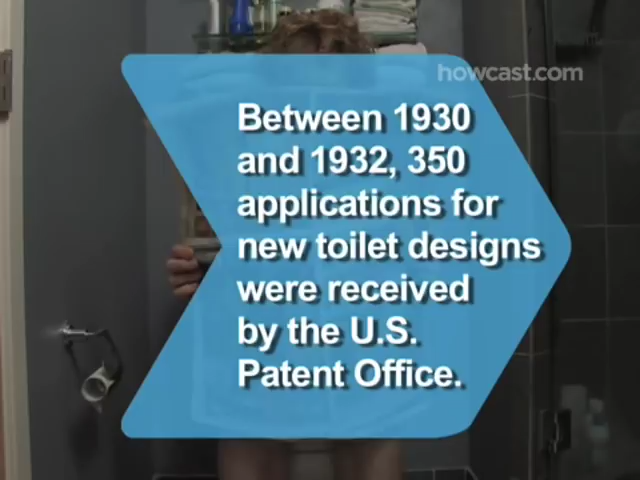 howcast.com
Between 1930
and 1932, 350
applications for
new toilet designs
were received
by the U.S.
Patent Office.